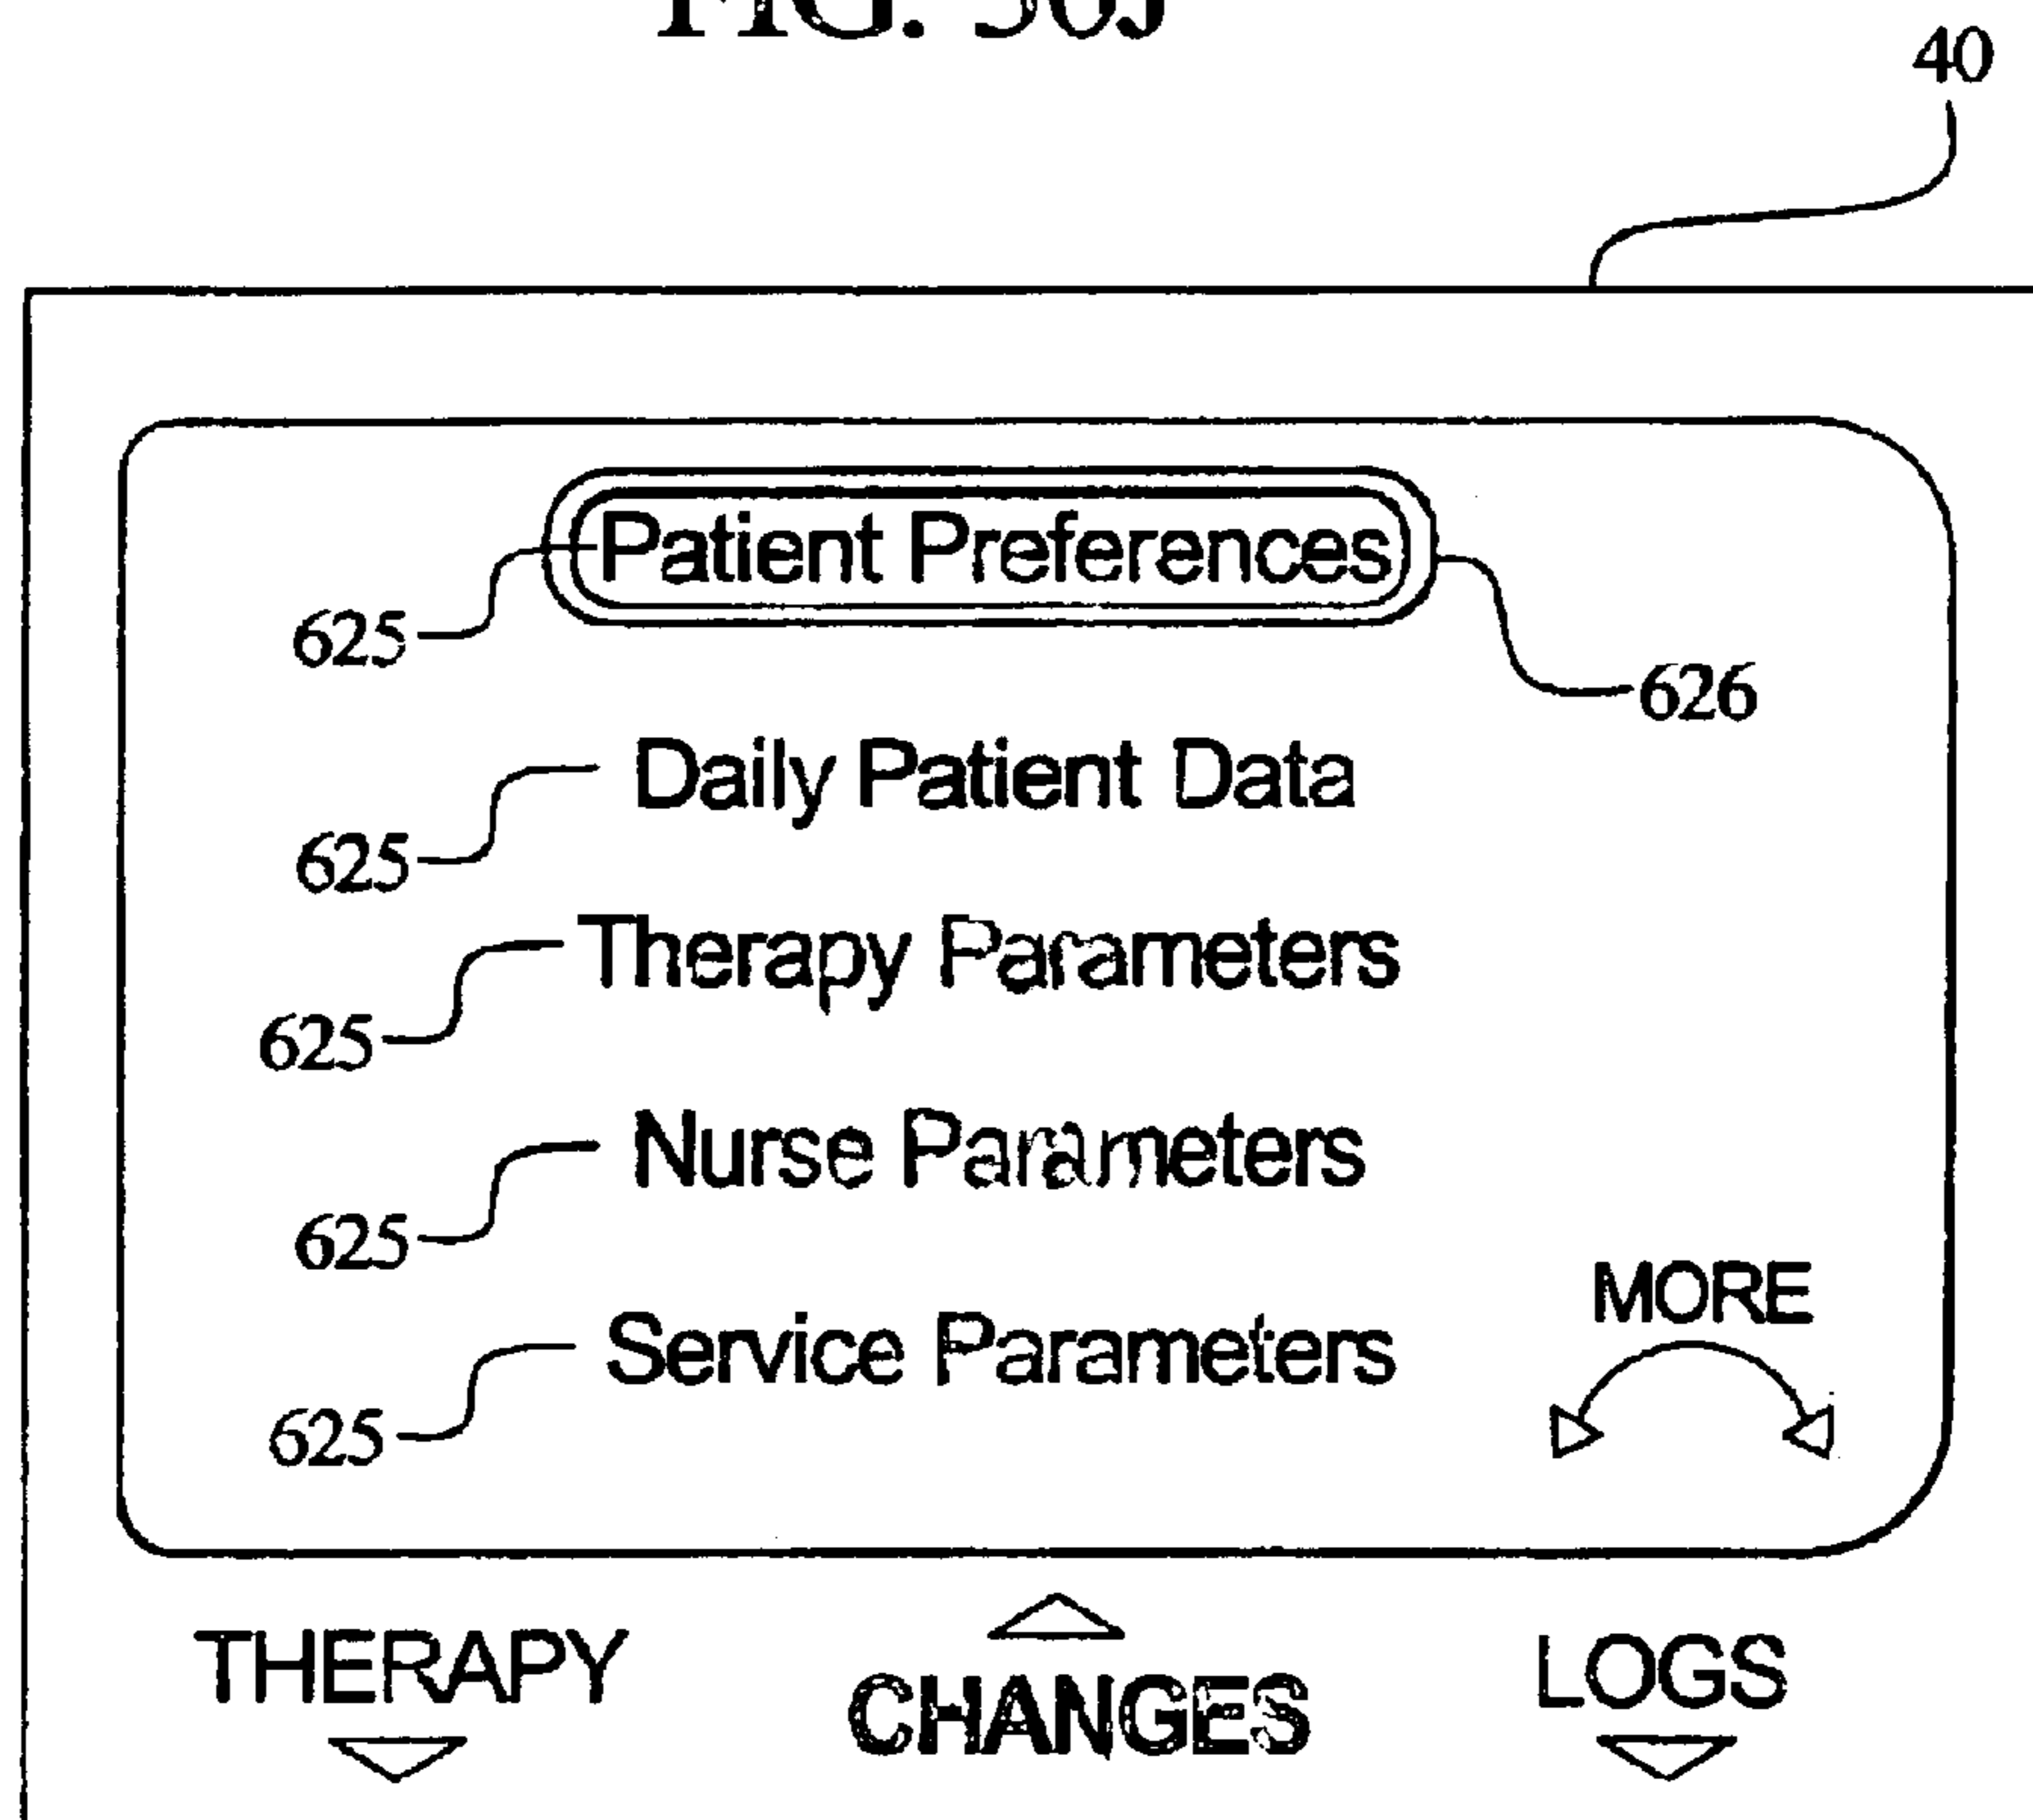 40
Patient Preferences
625
626
Daily Patient Data
625
Therapy Parameters
625
Nurse Parameters
625
MORE
Service Parameters
625
THERAPY
CHANGES
LOGS